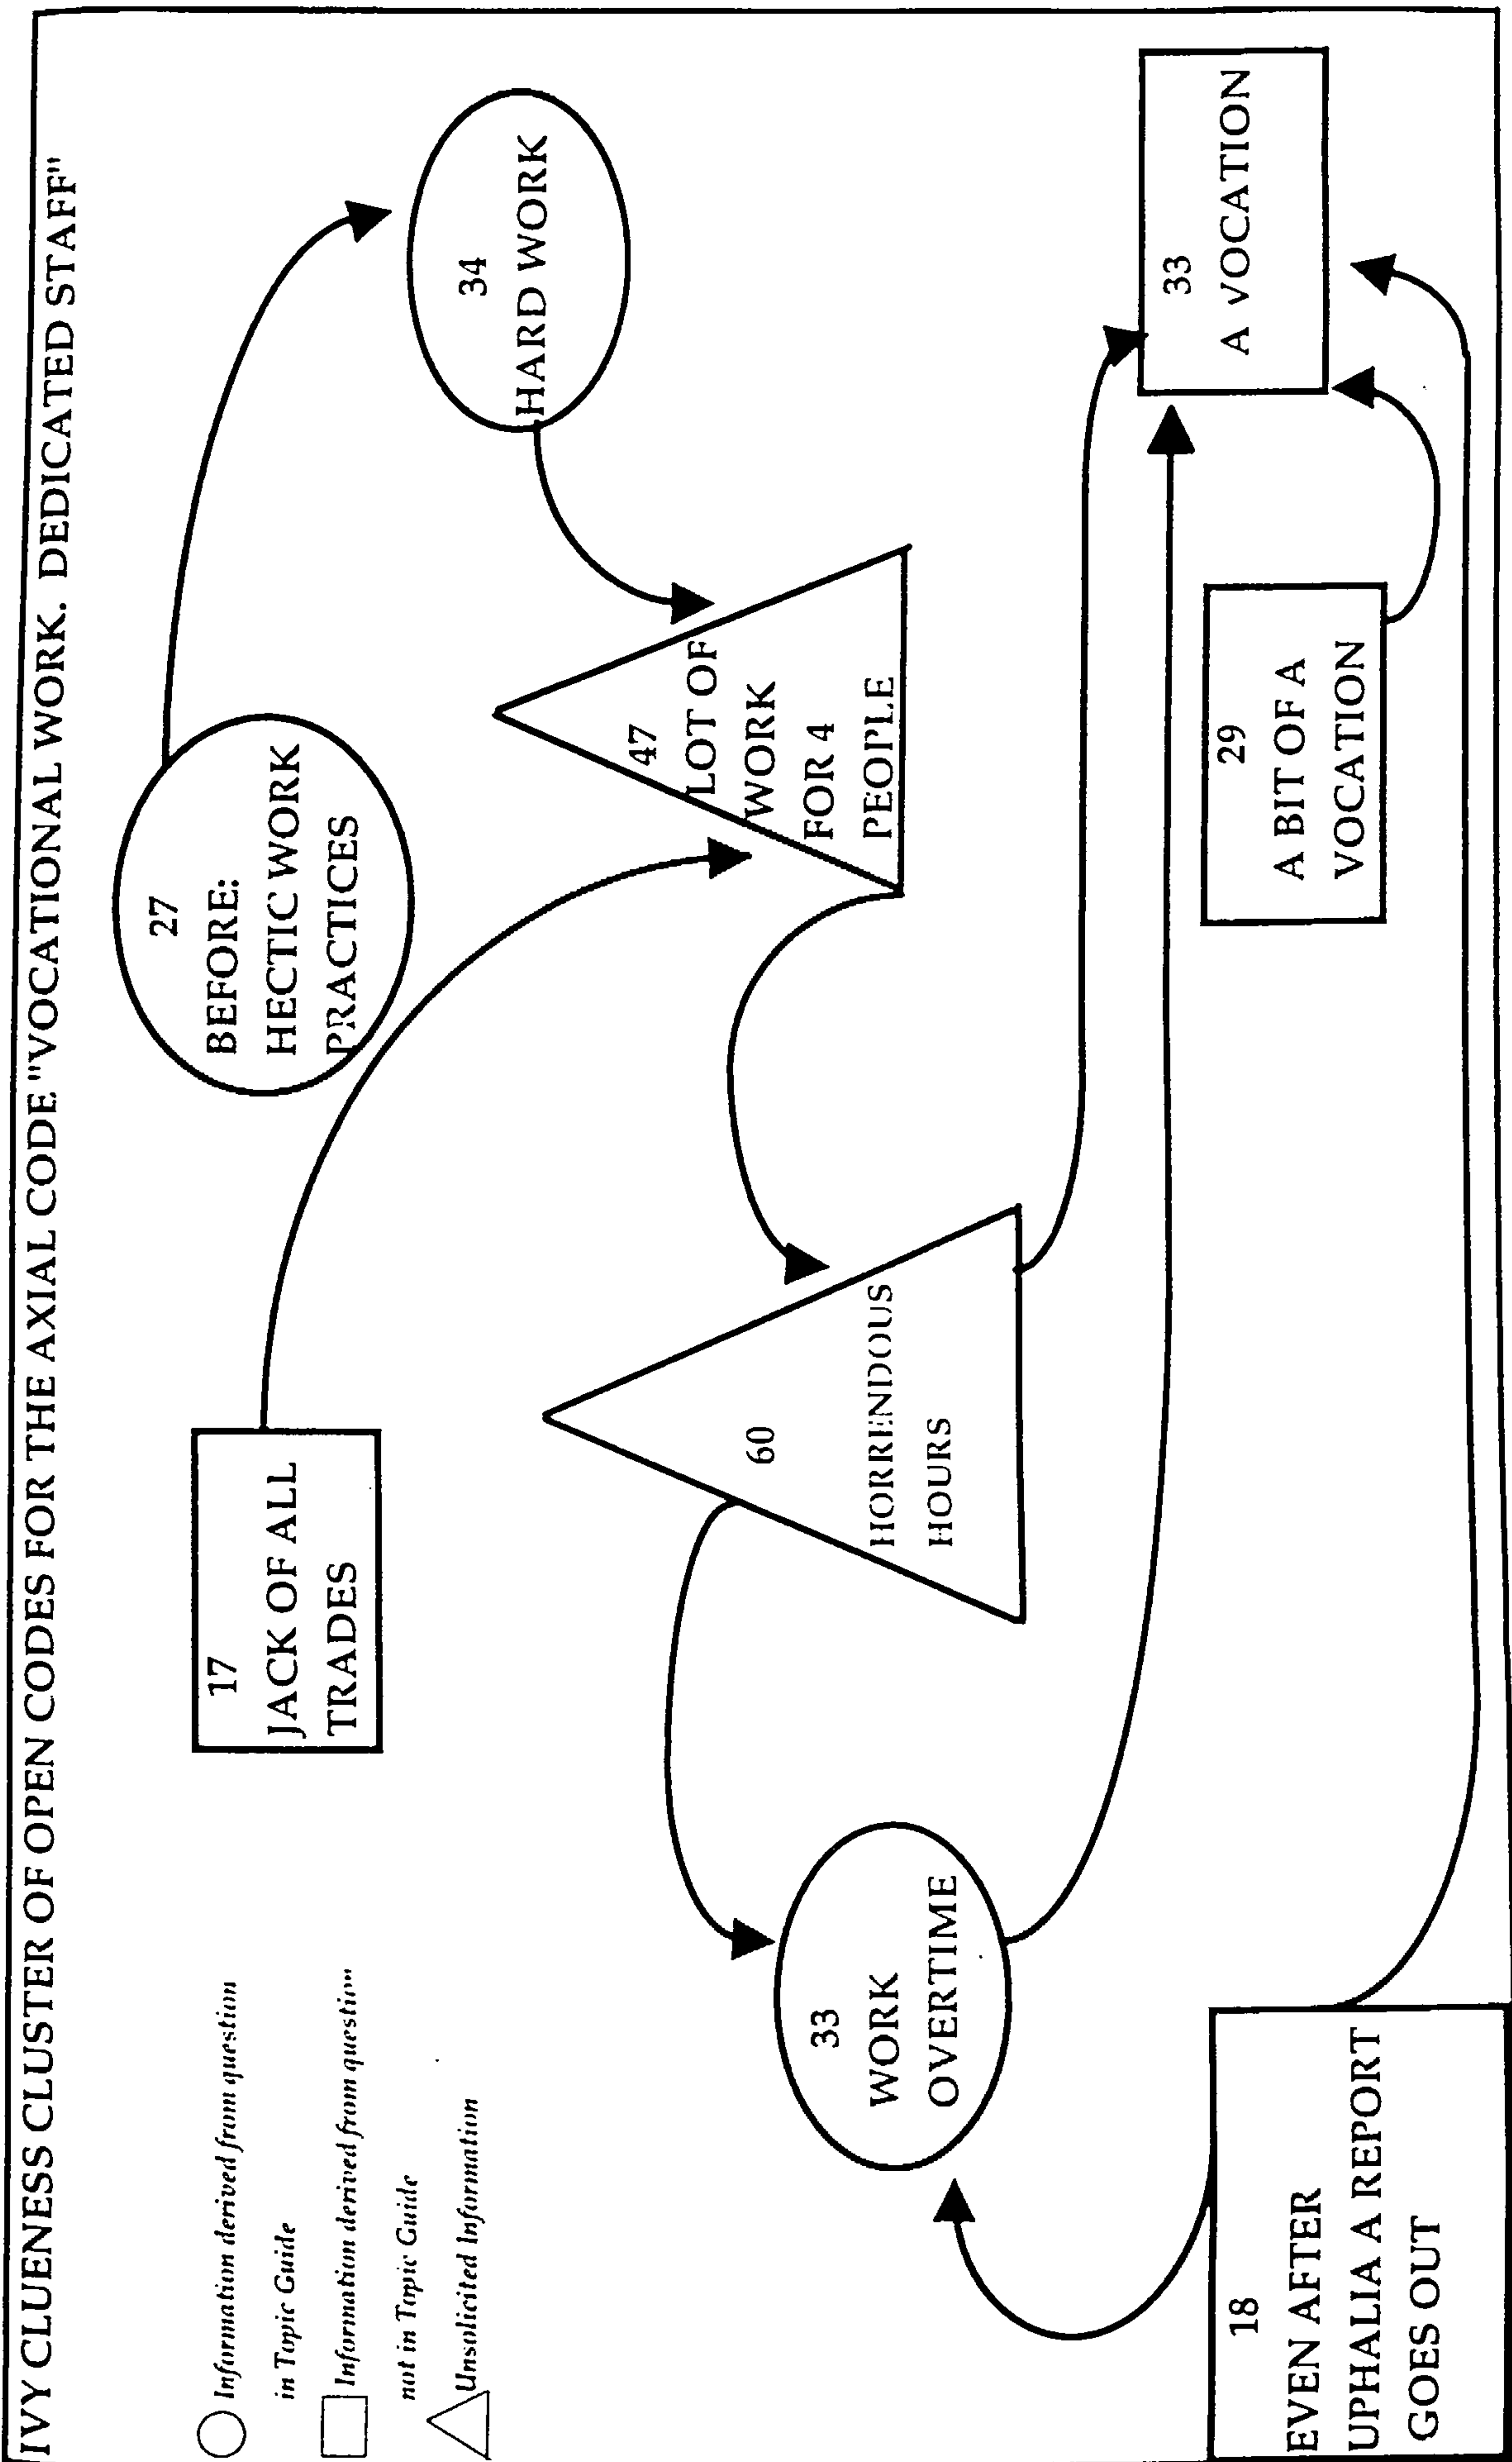 IVY CLUENESS CLUSTER OF OPEN CODES FOR THE AXIAL CODE "VOCATIONAL WORK. DEDICATED STAFF"
Information derived from question
in Topic Guide
Information derived from question
not in Topic Guide
Unsolicited Information
17
JACK OF ALL
TRADES
27
BEFORE:
HECTIC WORK
PRACTICES
34
HARD WORK
47
LOT OF
WORK
FOR 4
PEOPLE
60
HORRENDOUS
HOURS
33
WORK
OVERTIME
18
EVEN AFTER
UPHALIA A REPORT
GOES OUT
29
A BIT OF A
VOCATION
33
A VOCATION